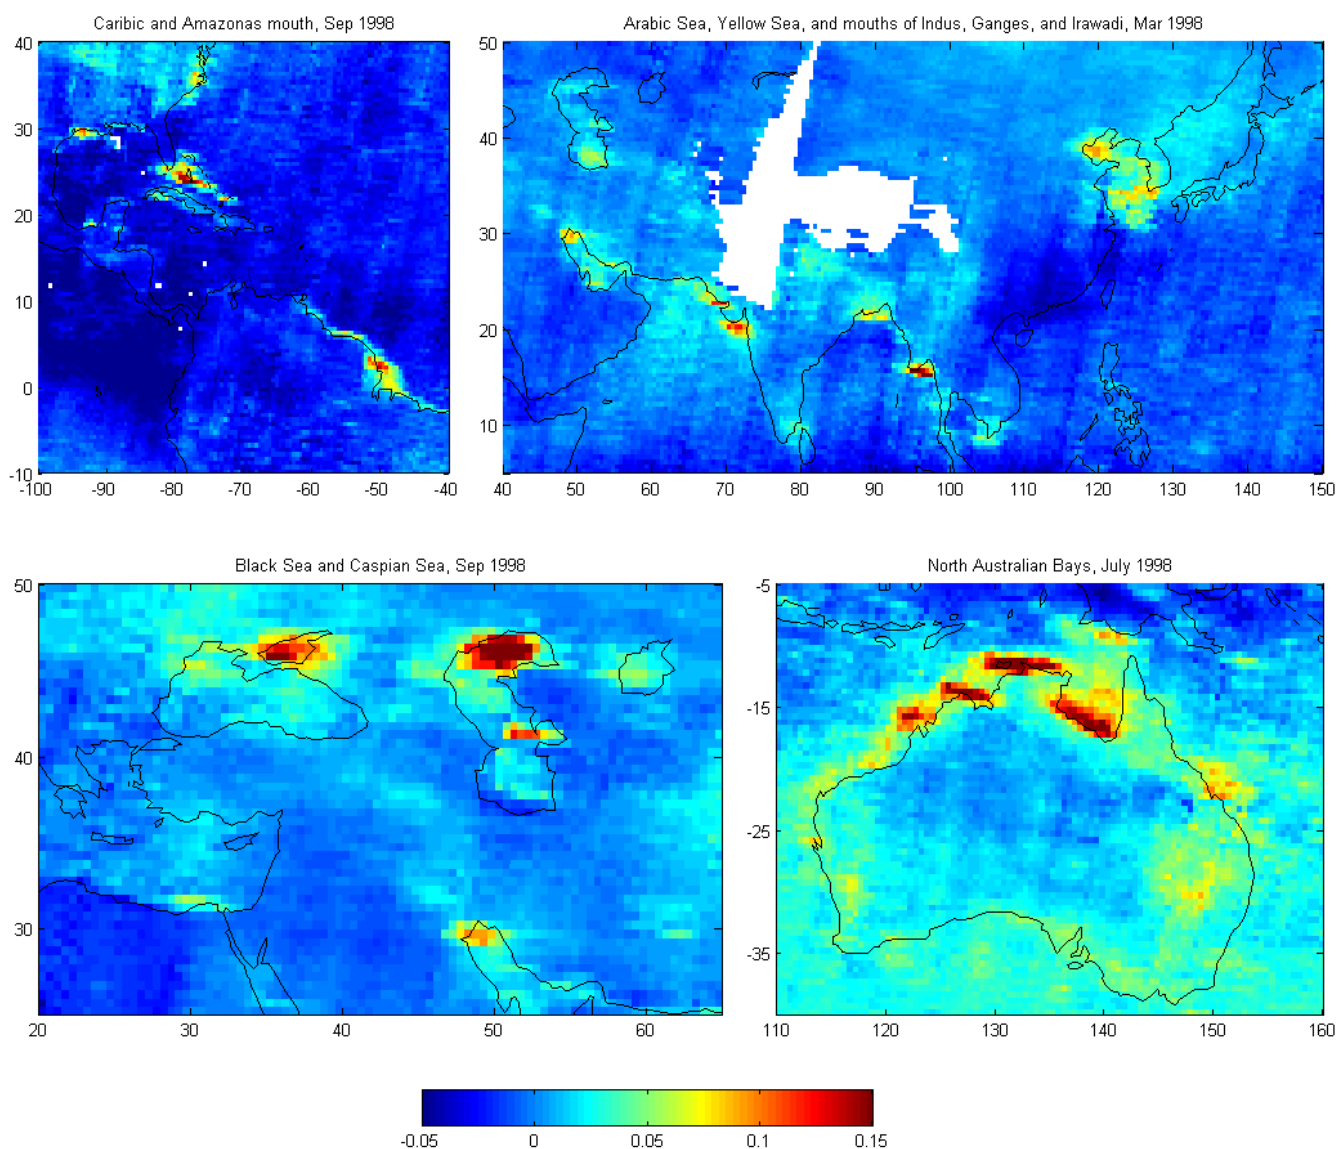 Caribic and Amazonas mouth, Sep 1998
40
30
20
10
0
-10
-100 -90 -80 -70 -60 -50 -40
Arabic Sea, Yellow Sea, and mouths of Indus, Ganges, and Irawadi, Mar 1998
50
40
30
20
10
40 50 60 70 80 90 100 110 120 130 140 150
Black Sea and Caspian Sea, Sep 1998
50
40
30
20 30 40 50 60
North Australian Bays, July 1998
-5
-15
-25
-35
110 120 130 140 150 160
-0.05 0 0.05 0.1 0.15